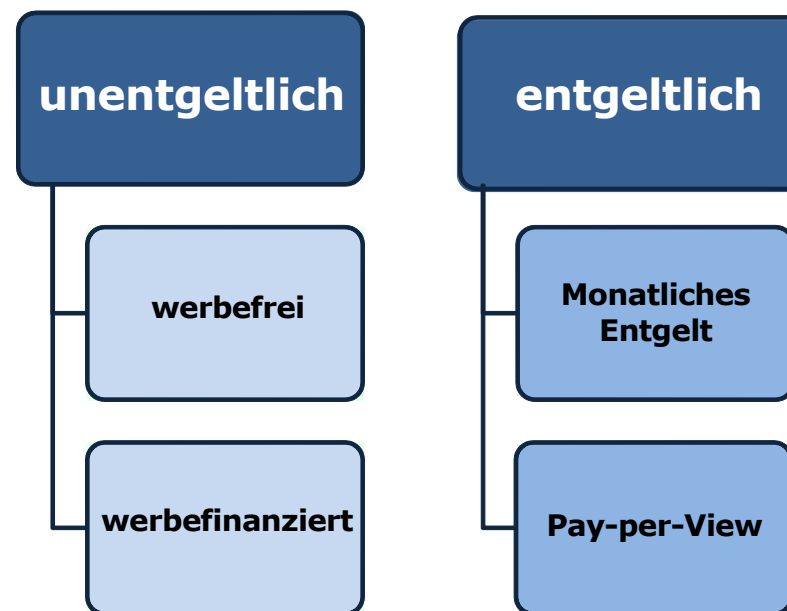 unentgeltlich
werbefrei
werbefinanziert
entgeltlich
Monatliches
Entgelt
Pay-per-View